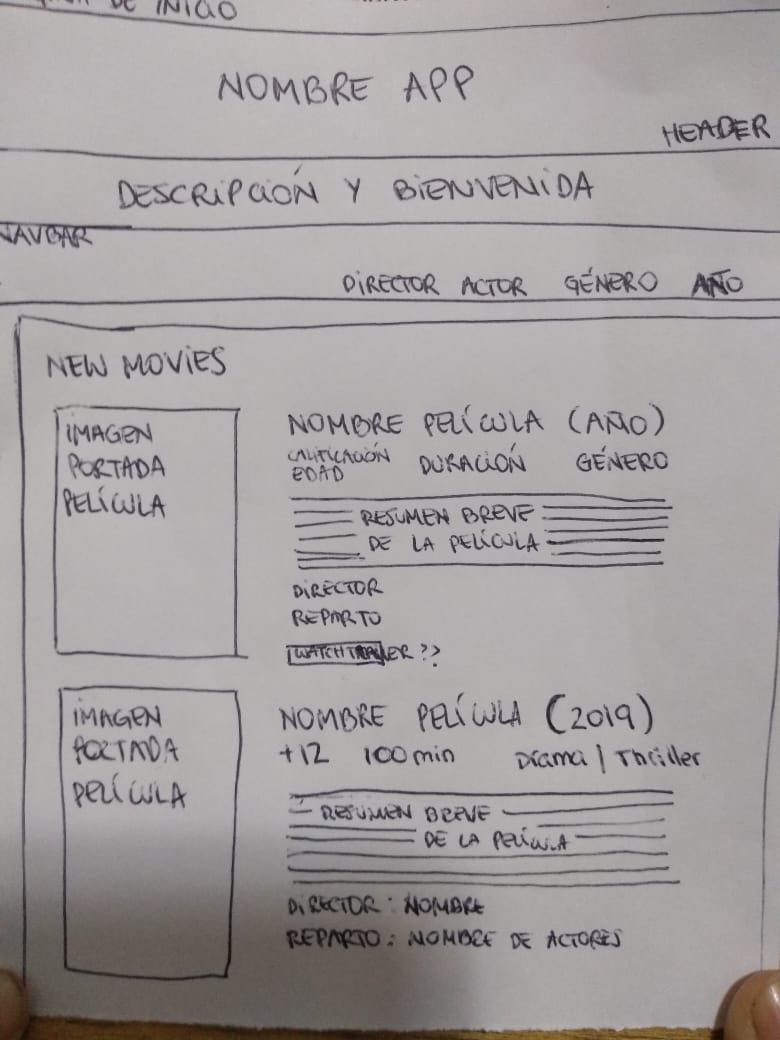 DE INICIO
NOMBRE APP
HEADER
DESCRIPCIÓN Y BIENVENIDA
NAVBAR
DIRECTOR ACTOR GÉNERO AÑO
NEW MOVIES
IMAGEN
PORTADA
PELÍCULA
NOMBRE PELÍCULA (AÑO)
CALIFICACIÓN
EDAD
DURACIÓN
GÉNERO
RESUMEN BREVE
DE LA PELÍCULA
DIRECTOR
REPARTO
WATCH TRAILER ??
IMAGEN
PORTADA
PELÍCULA
NOMBRE PELÍCULA (2019)
+12 100 min Drama | Thriller
RESUMEN BREVE
DE LA PELÍCULA
DIRECTOR : NOMBRE
REPARTO : NOMBRE DE ACTORES